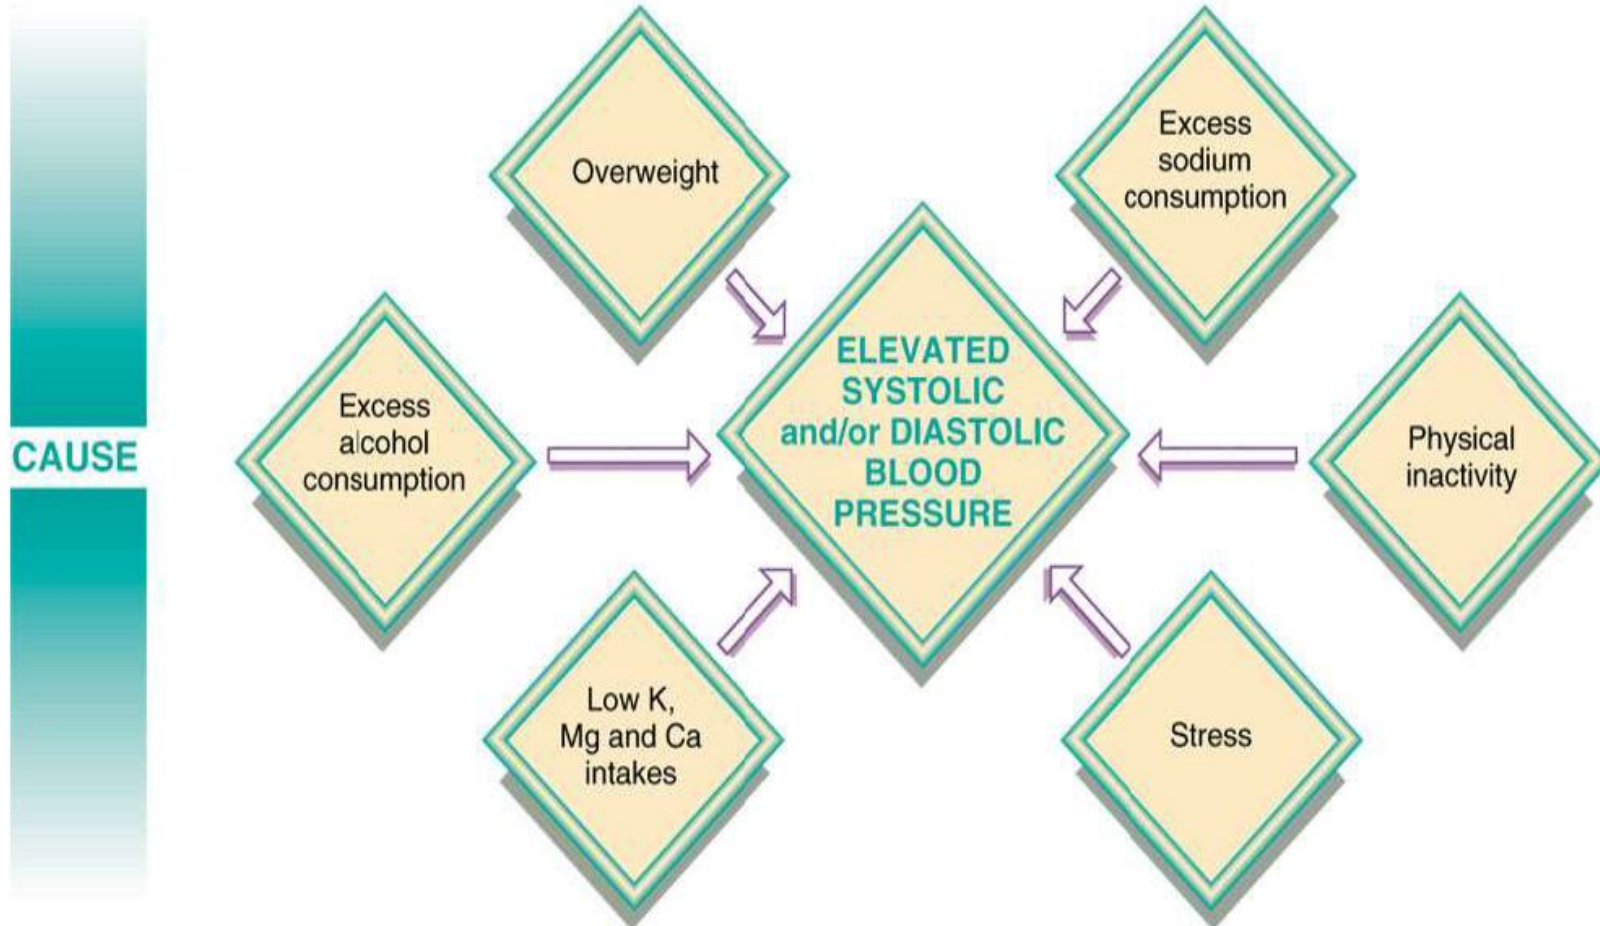 CAUSE
Overweight
Excess
sodium
consumption
Excess
alcohol
consumption
ELEVATED
SYSTOLIC
and/or DIASTOLIC
BLOOD
PRESSURE
Physical
inactivity
Low K,
Mg and Ca
intakes
Stress